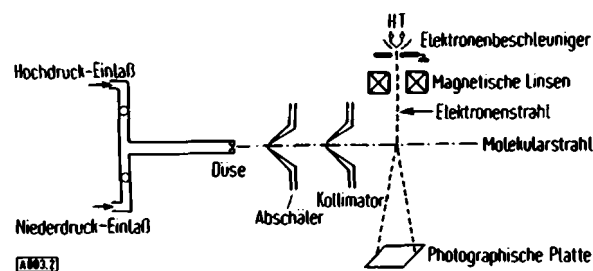 HT
Elektronenbeschleuniger
Hochdruck-Einlaß
Magnetische Linsen
Elektronenstrahl
Molekularstrahl
Düse
Kollimator
Abschäler
Niederdruck-Einlaß
Photographische Platte
A803.2